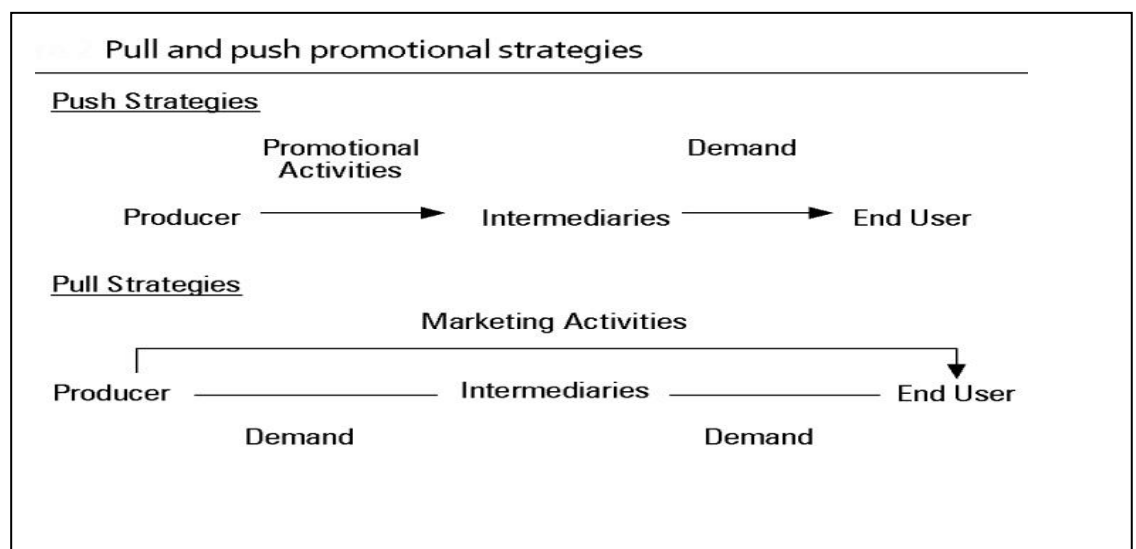 Pull and push promotional strategies
Push Strategies
Promotional
Activities
Demand
Producer
Intermediaries
End User
Pull Strategies
Marketing Activities
Producer
Intermediaries
End User
Demand
Demand